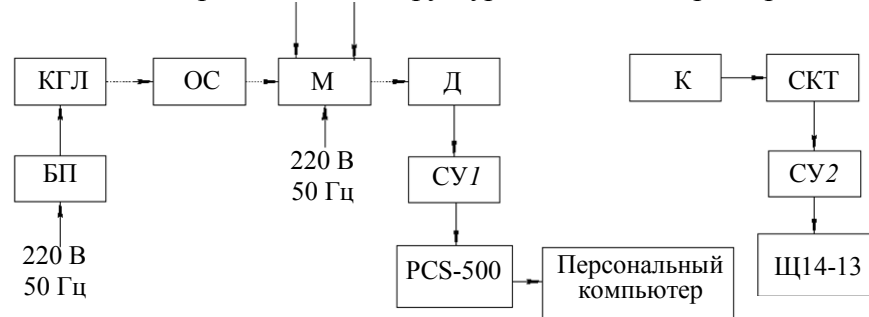 КГЛ
ОС
М
Д
К
СКТ
БП
220 В
50 Гц
220 В
50 Гц
СУ1
СУ2
PCS-500
Персональный
компьютер
Щ14-13